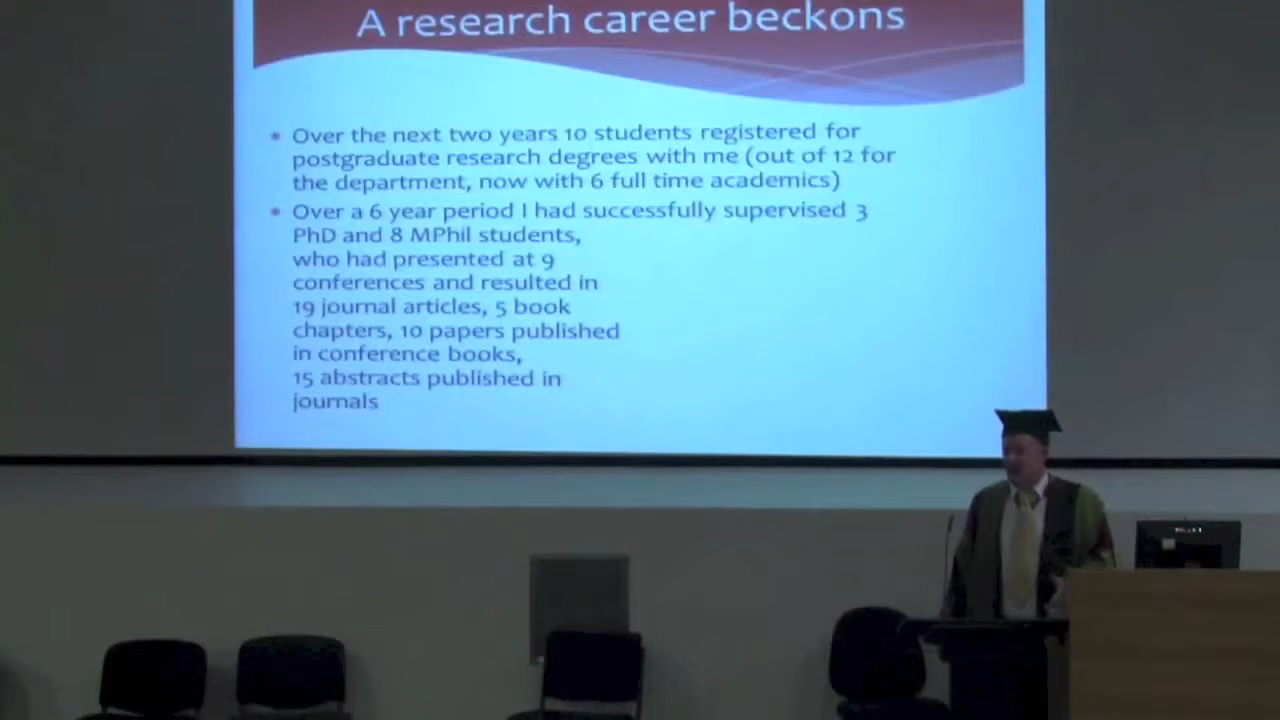 A research career beckons
• Over the next two years 10 students registered for
postgraduate research degrees with me (out of 12 for
the department, now with 6 full time academics)
• Over a 6 year period I had successfully supervised 3
PhD and 8 MPhil students,
who had presented at 9
conferences and resulted in
19 journal articles, 5 book
chapters, 10 papers published
in conference books,
15 abstracts published in
journals